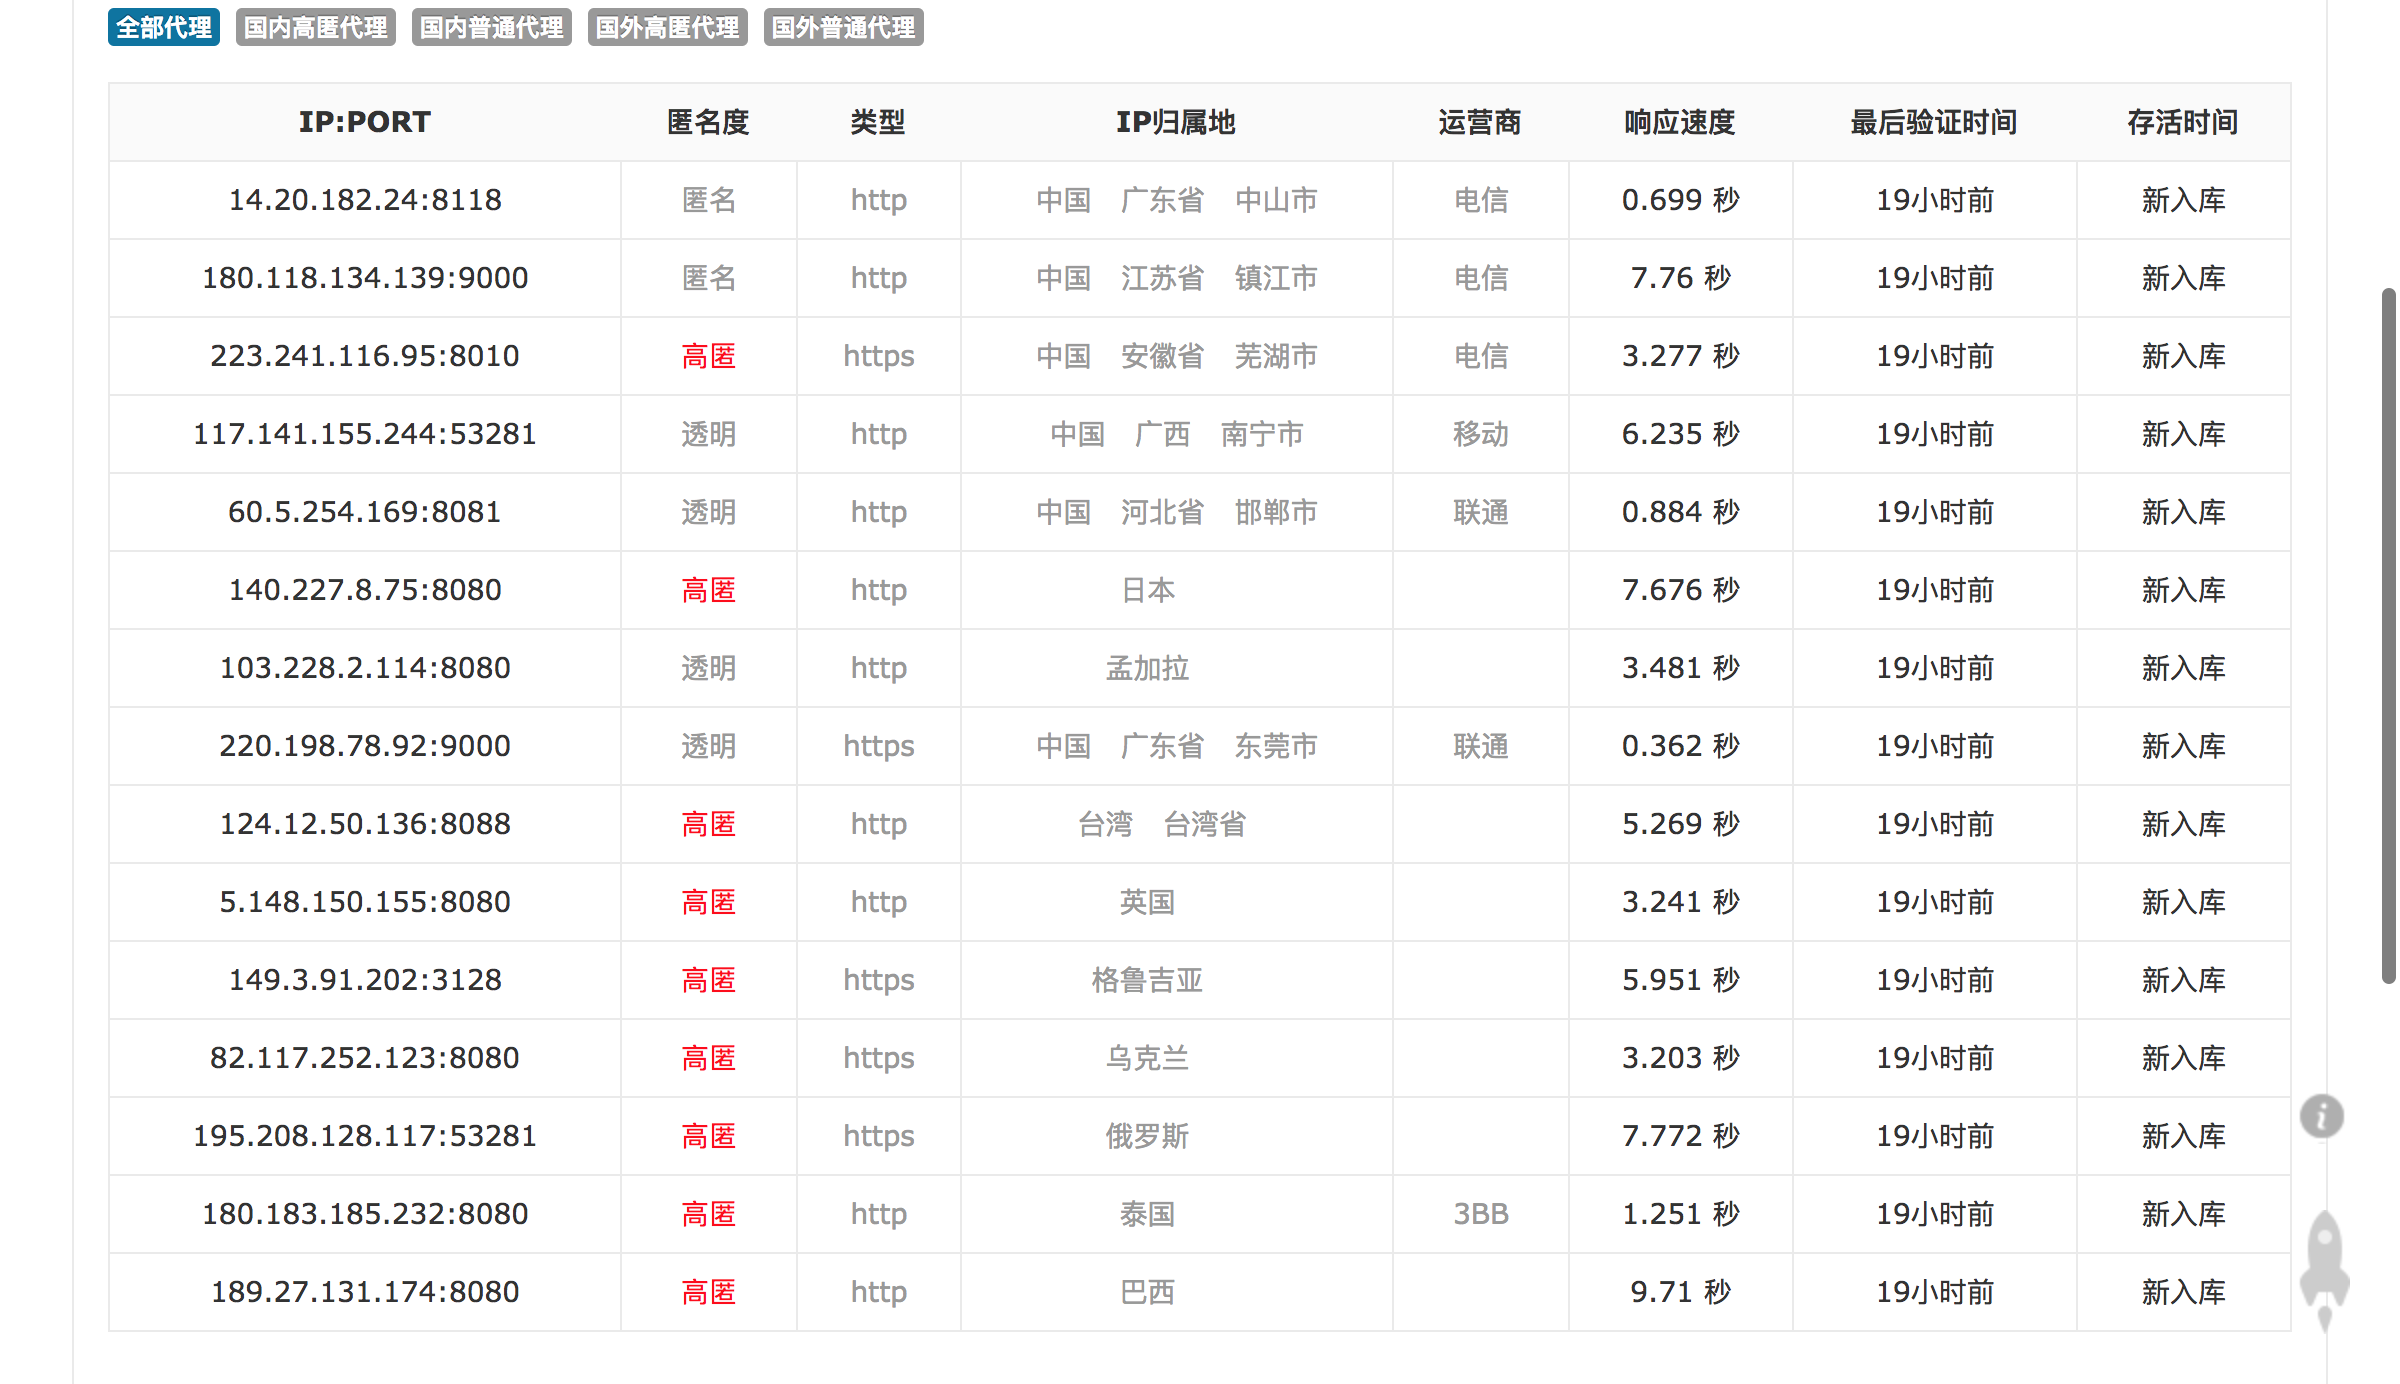 全部代理 国内高匿代理 国内普通代理 国外高匿代理 国外普通代理
IP:PORT 匿名度 类型 IP归属地 运营商 响应速度 最后验证时间 存活时间
14.20.182.24:8118 匿名 http 中国 广东省 中山市 电信 0.699 秒 19小时前 新入库
180.118.134.139:9000 匿名 http 中国 江苏省 镇江市 电信 7.76 秒 19小时前 新入库
223.241.116.95:8010 高匿 https 中国 安徽省 芜湖市 电信 3.277 秒 19小时前 新入库
117.141.155.244:53281 透明 http 中国 广西 南宁市 移动 6.235 秒 19小时前 新入库
60.5.254.169:8081 透明 http 中国 河北省 邯郸市 联通 0.884 秒 19小时前 新入库
140.227.8.75:8080 高匿 http 日本 7.676 秒 19小时前 新入库
103.228.2.114:8080 透明 http 孟加拉 3.481 秒 19小时前 新入库
220.198.78.92:9000 透明 https 中国 广东省 东莞市 联通 0.362 秒 19小时前 新入库
124.12.50.136:8088 高匿 http 台湾 台湾省 5.269 秒 19小时前 新入库
5.148.150.155:8080 高匿 http 英国 3.241 秒 19小时前 新入库
149.3.91.202:3128 高匿 https 格鲁吉亚 5.951 秒 19小时前 新入库
82.117.252.123:8080 高匿 https 乌克兰 3.203 秒 19小时前 新入库
195.208.128.117:53281 高匿 https 俄罗斯 7.772 秒 19小时前 新入库
180.183.185.232:8080 高匿 http 泰国 3BB 1.251 秒 19小时前 新入库
189.27.131.174:8080 高匿 http 巴西 9.71 秒 19小时前 新入库